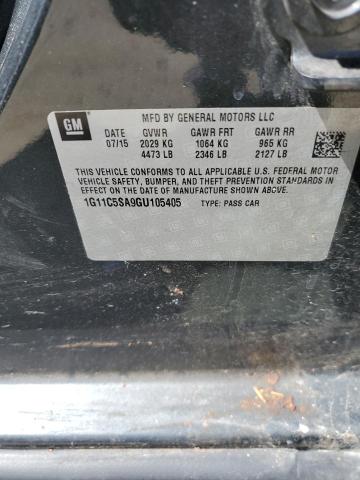 GM
MFD BY GENERAL MOTORS LLC
DATE GVWR GAWR FRT GAWR RR
07/15 2029 KG 1064 KG 965 KG
4473 LB 2346 LB 2127 LB
THIS VEHICLE CONFORMS TO ALL APPLICABLE U.S. FEDERAL MOTOR
VEHICLE SAFETY, BUMPER, AND THEFT PREVENTION STANDARDS IN
EFFECT ON THE DATE OF MANUFACTURE SHOWN ABOVE.
1G11C5SA9GU105405 TYPE: PASS CAR